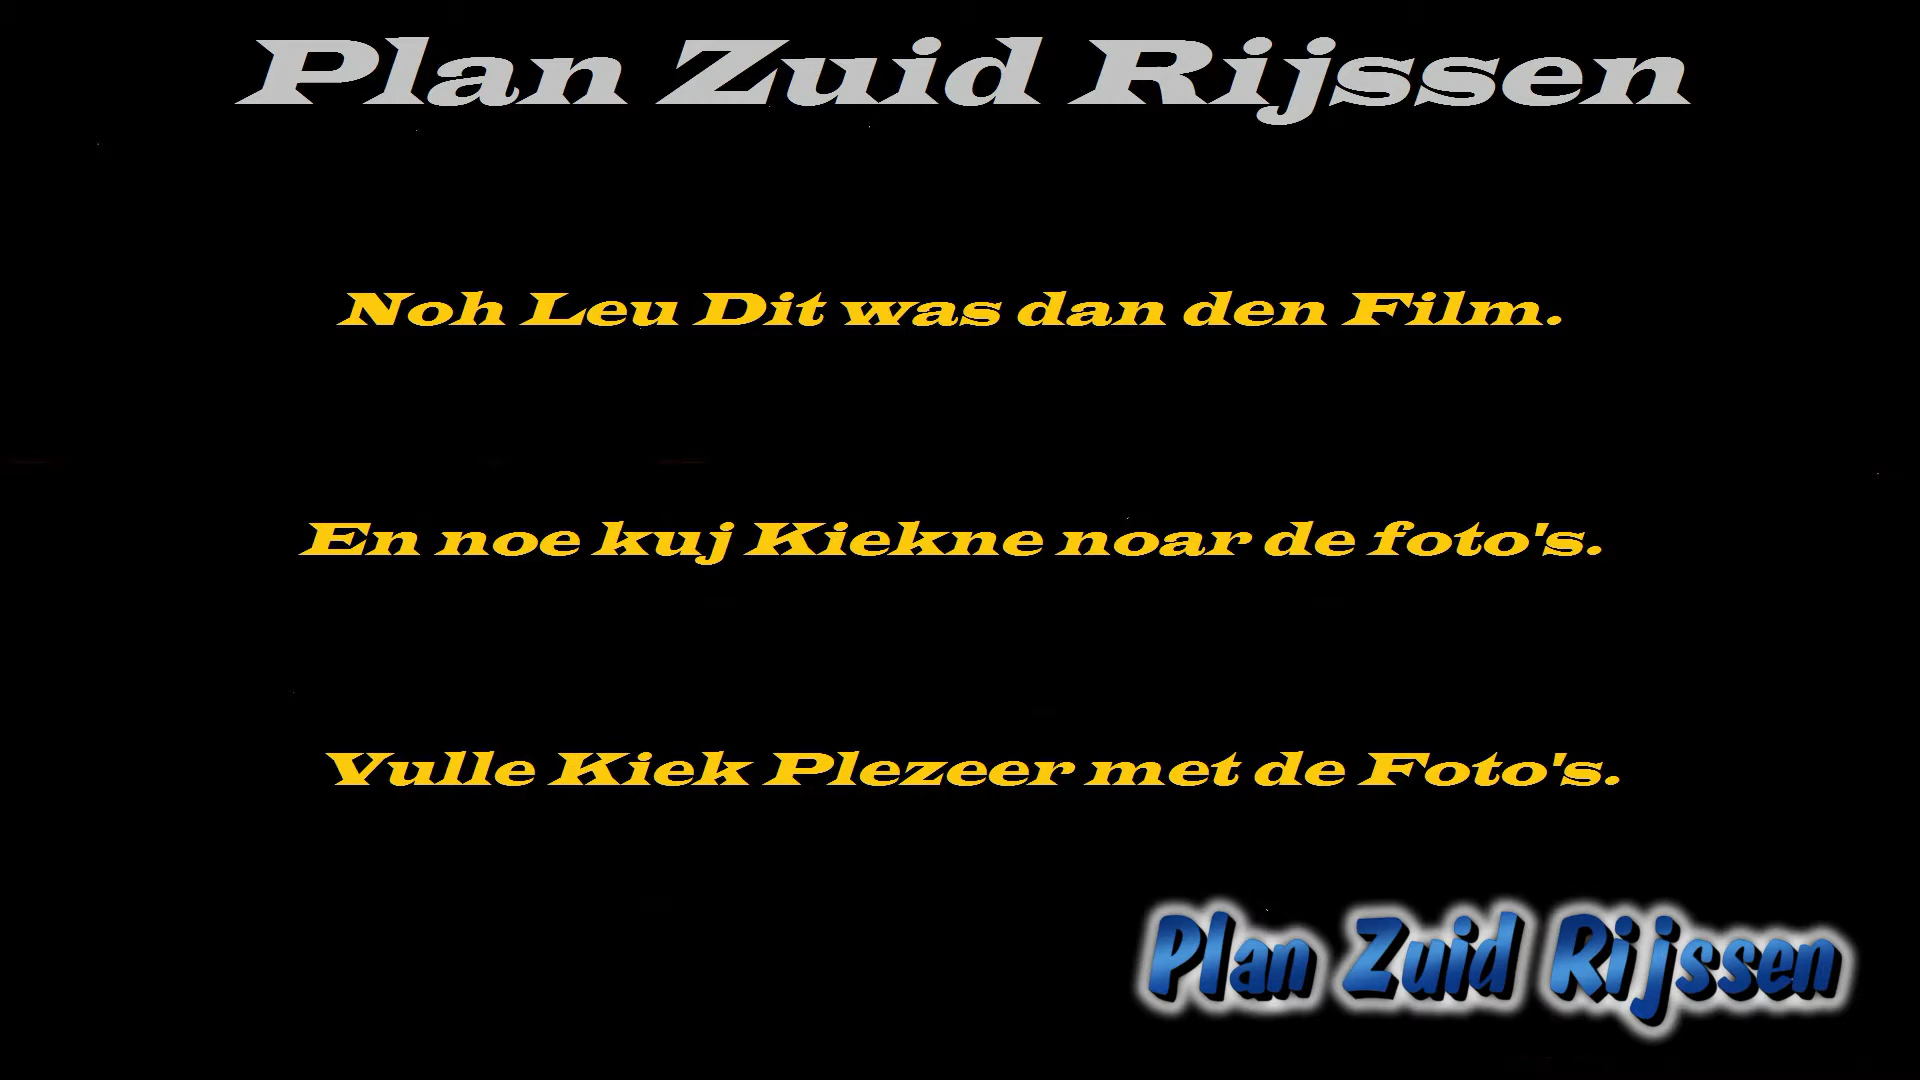 Plan Zuid Rijssen
Noh Leu Dit was dan den Film.
En noe kuj Kiekne noar de foto's.
Vulle Kiek Plezeer met de Foto's.
Plan Zuid Rijssen